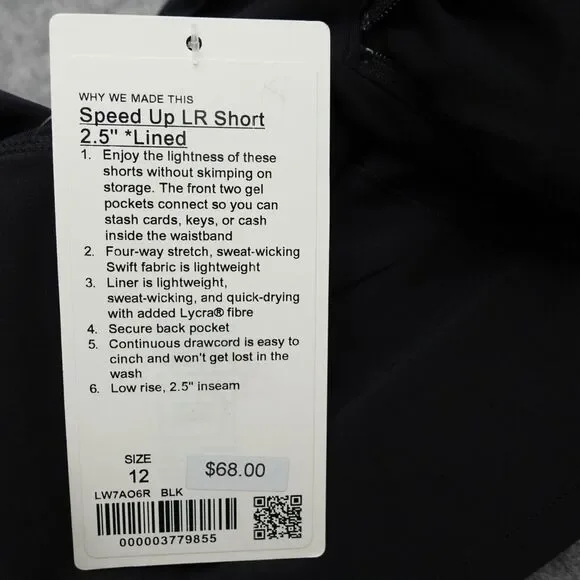 WHY WE MADE THIS
Speed Up LR Short
2.5" *Lined
1. Enjoy the lightness of these
shorts without skimping on
storage. The front two gel
pockets connect so you can
stash cards, keys, or cash
inside the waistband
2. Four-way stretch, sweat-wicking
Swift fabric is lightweight
3. Liner is lightweight,
sweat-wicking, and quick-drying
with added Lycra® fibre
4. Secure back pocket
5. Continuous drawcord is easy to
cinch and won't get lost in the
wash
6. Low rise, 2.5" inseam
SIZE
12
$68.00
LW7AO6R BLK
000003779855